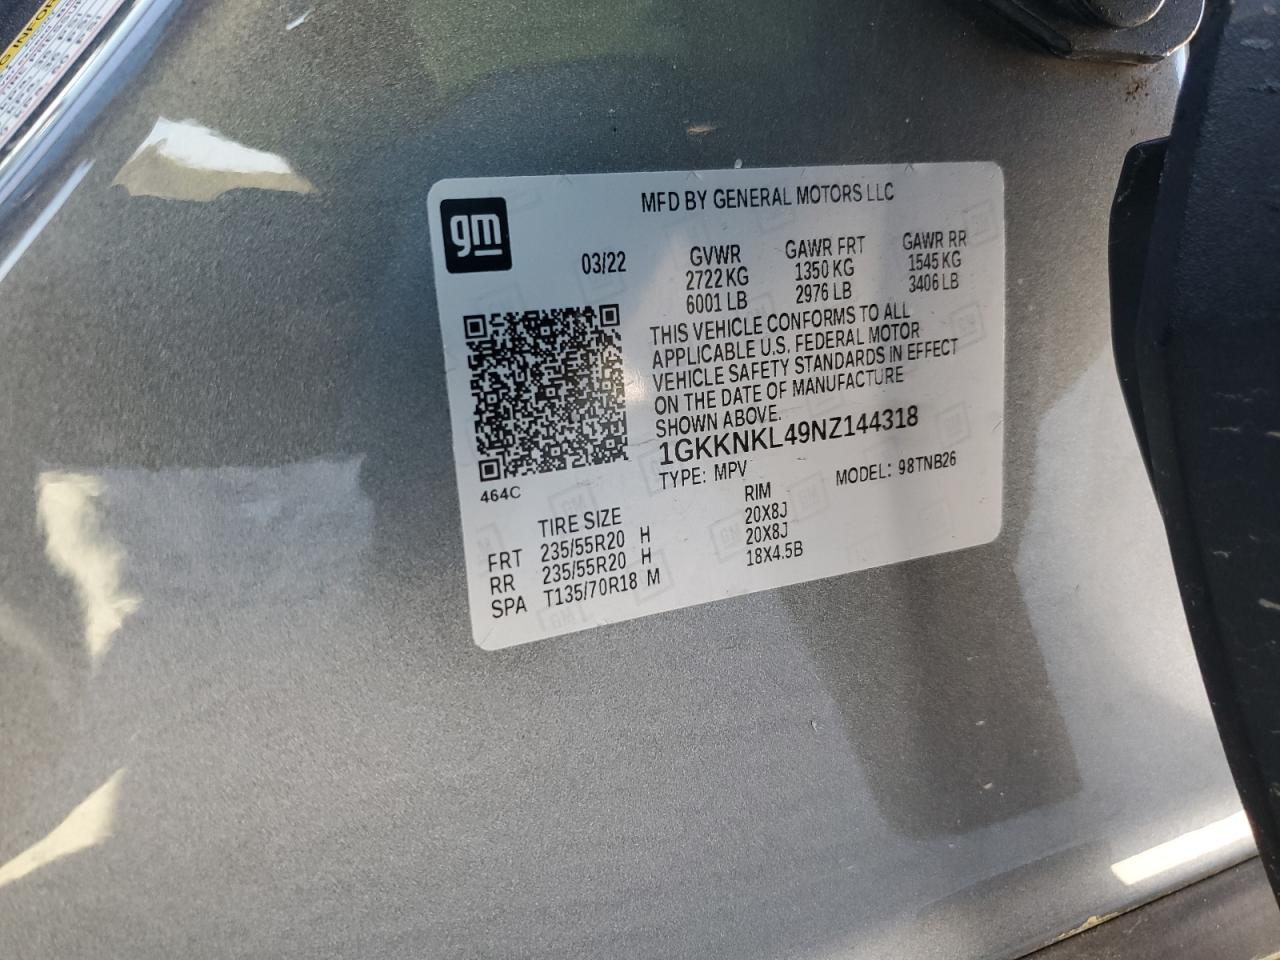 G INFOR
gm
MFD BY GENERAL MOTORS LLC
03/22
GVWR GAWR FRT GAWR RR
2722 KG 1350 KG 1545 KG
6001 LB 2976 LB 3406 LB
THIS VEHICLE CONFORMS TO ALL
APPLICABLE U.S. FEDERAL MOTOR
VEHICLE SAFETY STANDARDS IN EFFECT
ON THE DATE OF MANUFACTURE
SHOWN ABOVE.
1GKKNKL49NZ144318
TYPE: MPV MODEL: 98TNB26
464C
TIRE SIZE RIM
FRT 235/55R20 H 20X8J
RR 235/55R20 H 20X8J
SPA T135/70R18 M 18X4.5B